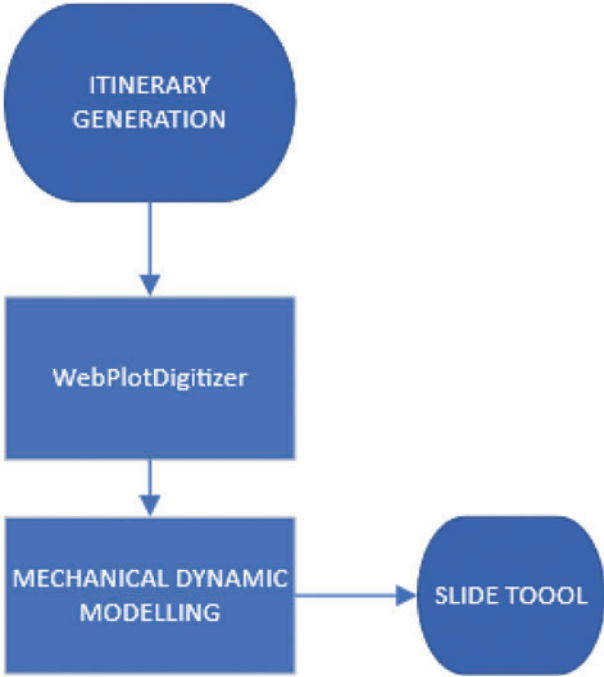 ITINERARY
GENERATION
WebPlotDigitizer
MECHANICAL DYNAMIC
MODELLING
SLIDE TOOOL